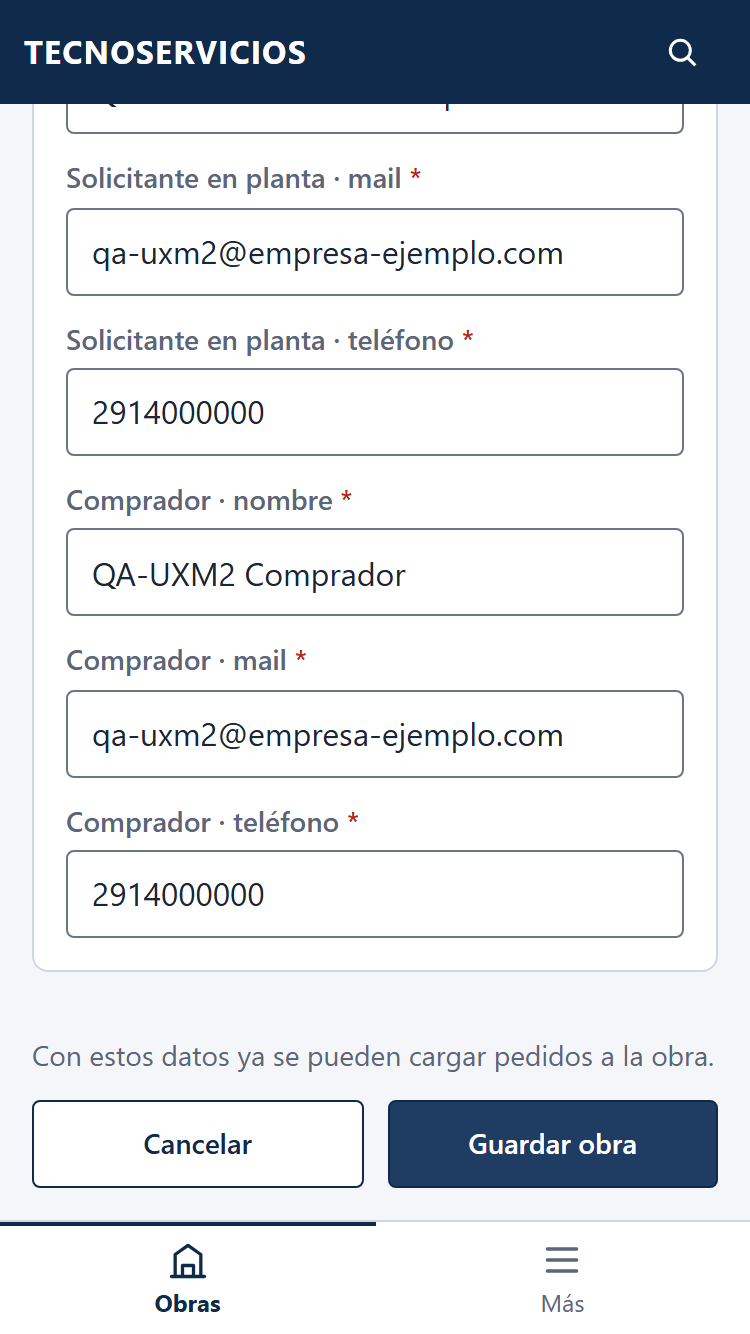 TECNOSERVICIOS
Solicitante en planta · mail *
qa-uxm2@empresa-ejemplo.com
Solicitante en planta · teléfono *
2914000000
Comprador · nombre *
QA-UXM2 Comprador
Comprador · mail *
qa-uxm2@empresa-ejemplo.com
Comprador · teléfono *
2914000000
Con estos datos ya se pueden cargar pedidos a la obra.
Cancelar
Guardar obra
Obras
Más